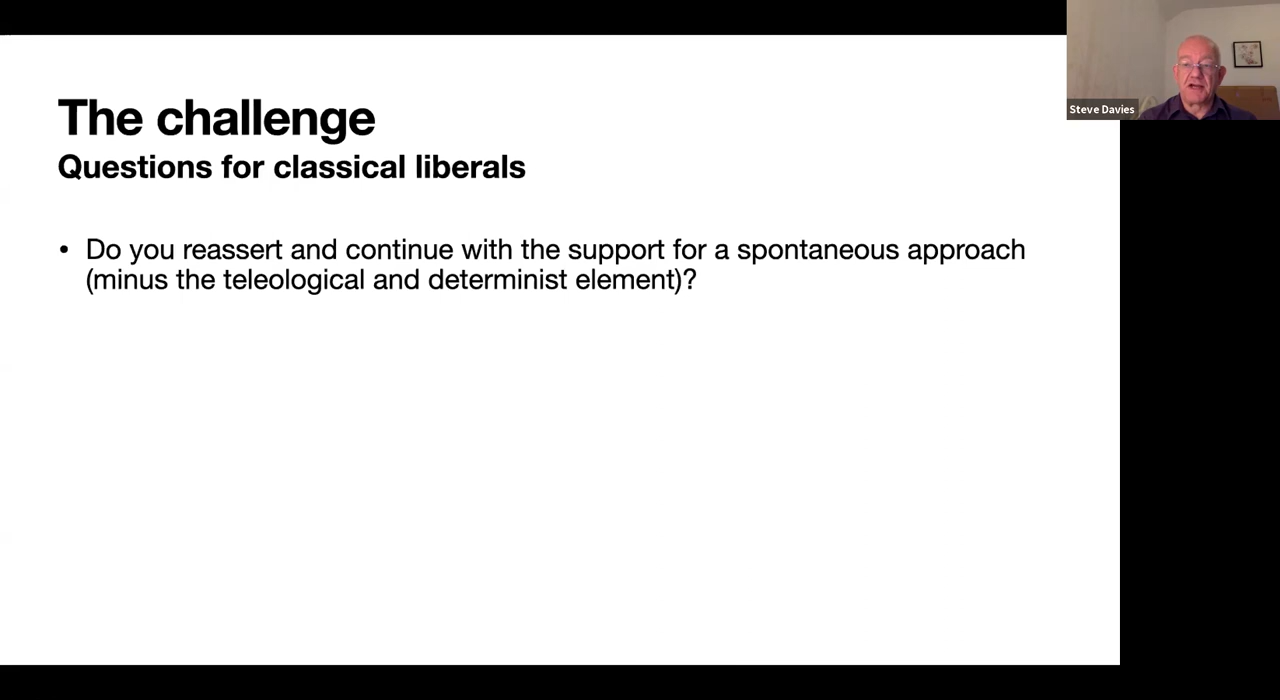 The challenge
Questions for classical liberals
• Do you reassert and continue with the support for a spontaneous approach
(minus the teleological and determinist element)?
Steve Davies